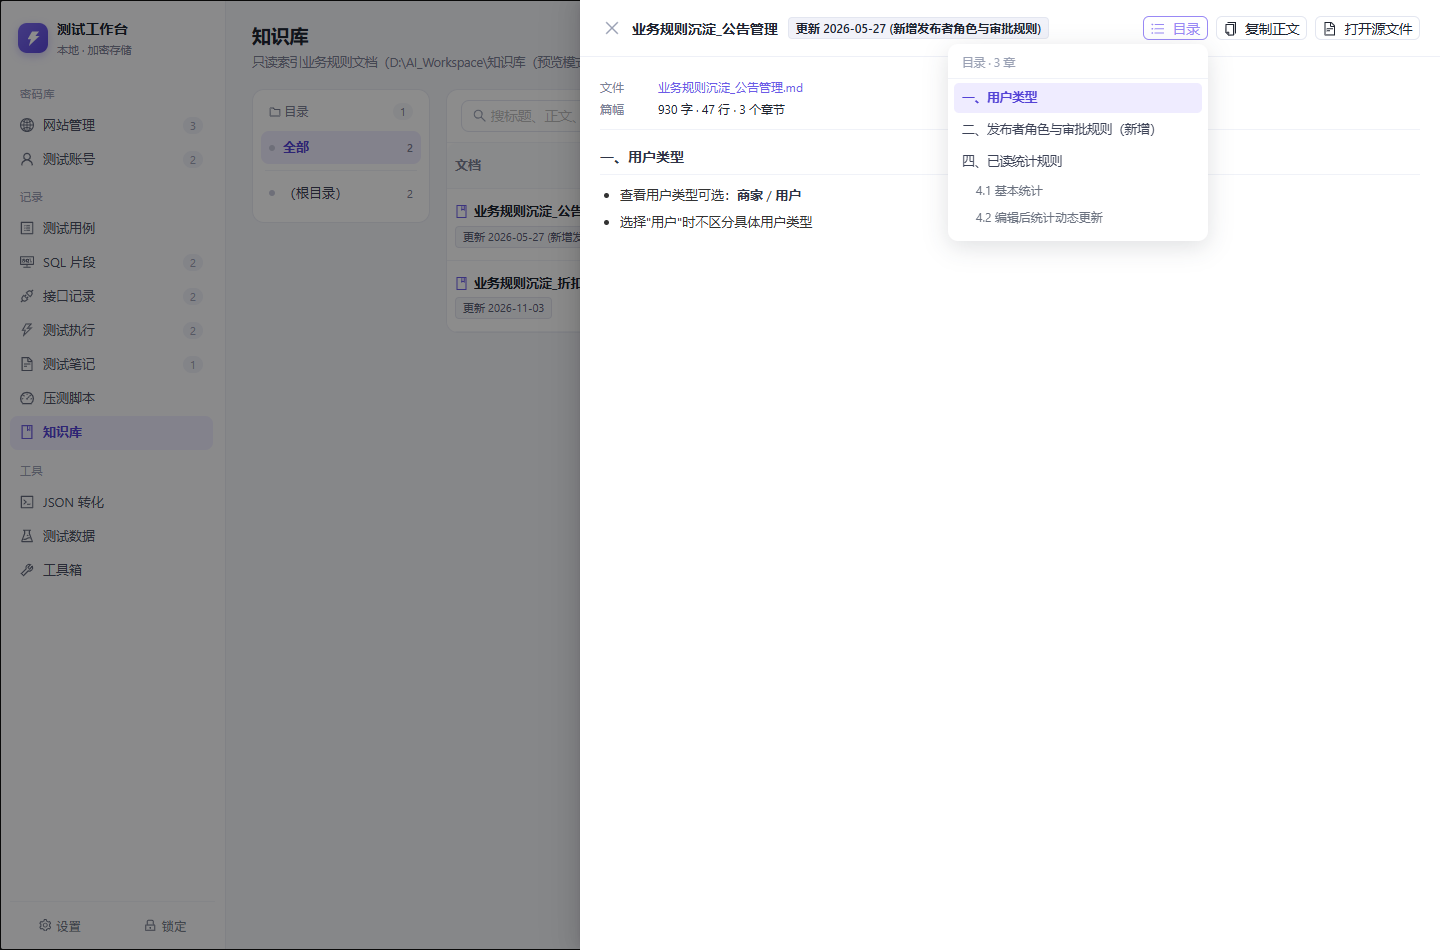 测试工作台
本地 · 加密存储
密码库
网站管理 3
测试账号 2
记录
测试用例
SQL 片段 2
接口记录 2
测试执行 2
测试笔记 1
压测脚本
知识库
工具
JSON 转化
测试数据
工具箱
设置
锁定
知识库
只读索引业务规则文档（D:\AI_Workspace\知识库（预览模式
目录 1
全部 2
（根目录） 2
搜标题、正文、
文档
业务规则沉淀_公告
更新 2026-05-27 (新增发
业务规则沉淀_折扣
更新 2026-11-03
业务规则沉淀_公告管理 更新 2026-05-27 (新增发布者角色与审批规则)
目录
复制正文
打开源文件
文件 业务规则沉淀_公告管理.md
篇幅 930 字 · 47 行 · 3 个章节
一、用户类型
查看用户类型可选：商家 / 用户
选择"用户"时不区分具体用户类型
目录 · 3 章
一、用户类型
二、发布者角色与审批规则（新增）
四、已读统计规则
4.1 基本统计
4.2 编辑后统计动态更新